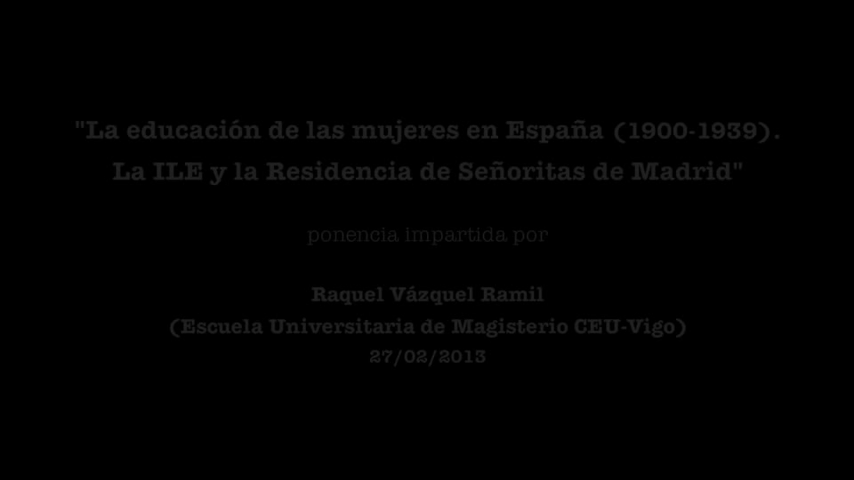 "La educación de las mujeres en España (1900-1939).
La ILE y la Residencia de Señoritas de Madrid"
ponencia impartida por
Raquel Vázquel Ramil
(Escuela Universitaria de Magisterio CEU-Vigo)
27/02/2013